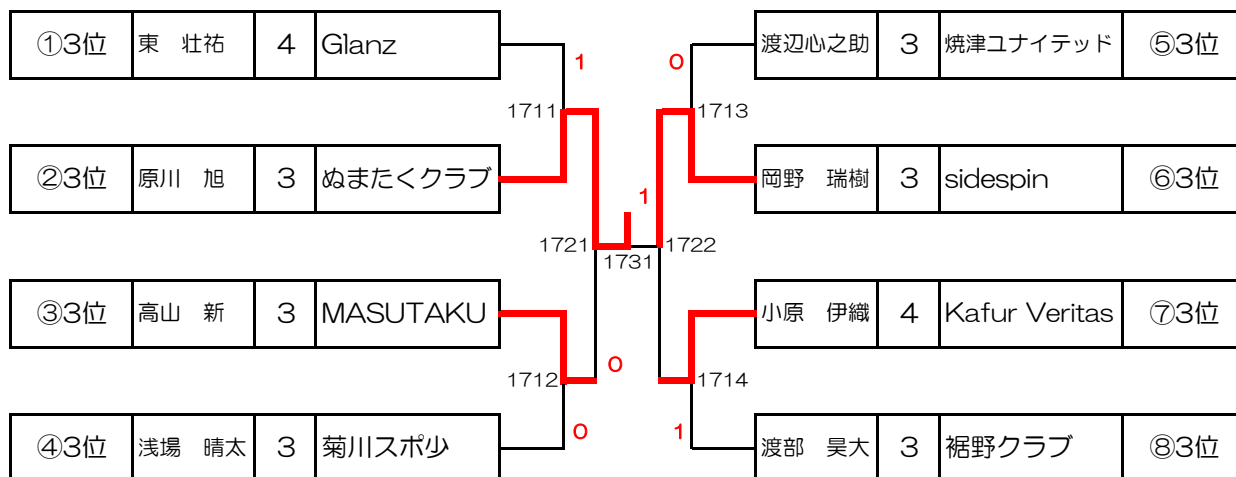 ①3位 東　壮祐 4 Glanz 渡辺心之助 3 焼津ユナイテッド ⑤3位
1 0
1711 1713
②3位 原川　旭 3 ぬまたくクラブ 岡野　瑞樹 3 sidespin ⑥3位
1
1721 1731 1722
③3位 高山　新 3 MASUTAKU 小原　伊織 4 Kafur Veritas ⑦3位
0
1712 1714
0 1
④3位 浅場　晴太 3 菊川スポ少 渡部　昊大 3 裾野クラブ ⑧3位